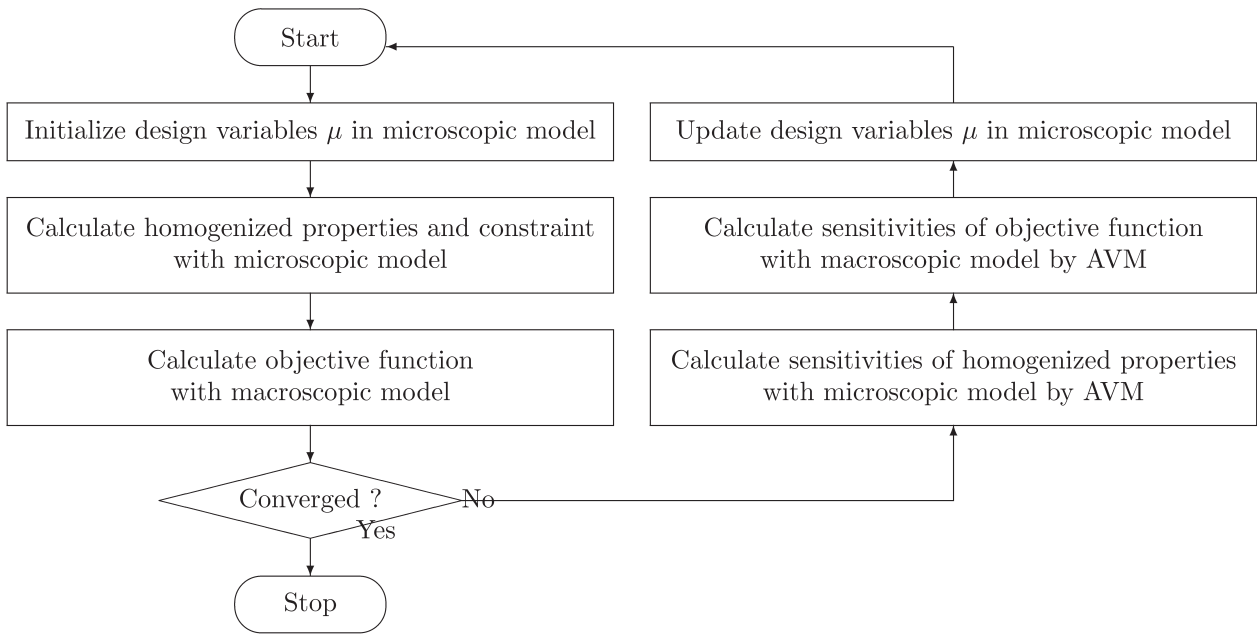 Start
Initialize design variables μ in microscopic model
Calculate homogenized properties and constraint
with microscopic model
Calculate objective function
with macroscopic model
Converged ?
No
Yes
Stop
Update design variables μ in microscopic model
Calculate sensitivities of objective function
with macroscopic model by AVM
Calculate sensitivities of homogenized properties
with microscopic model by AVM